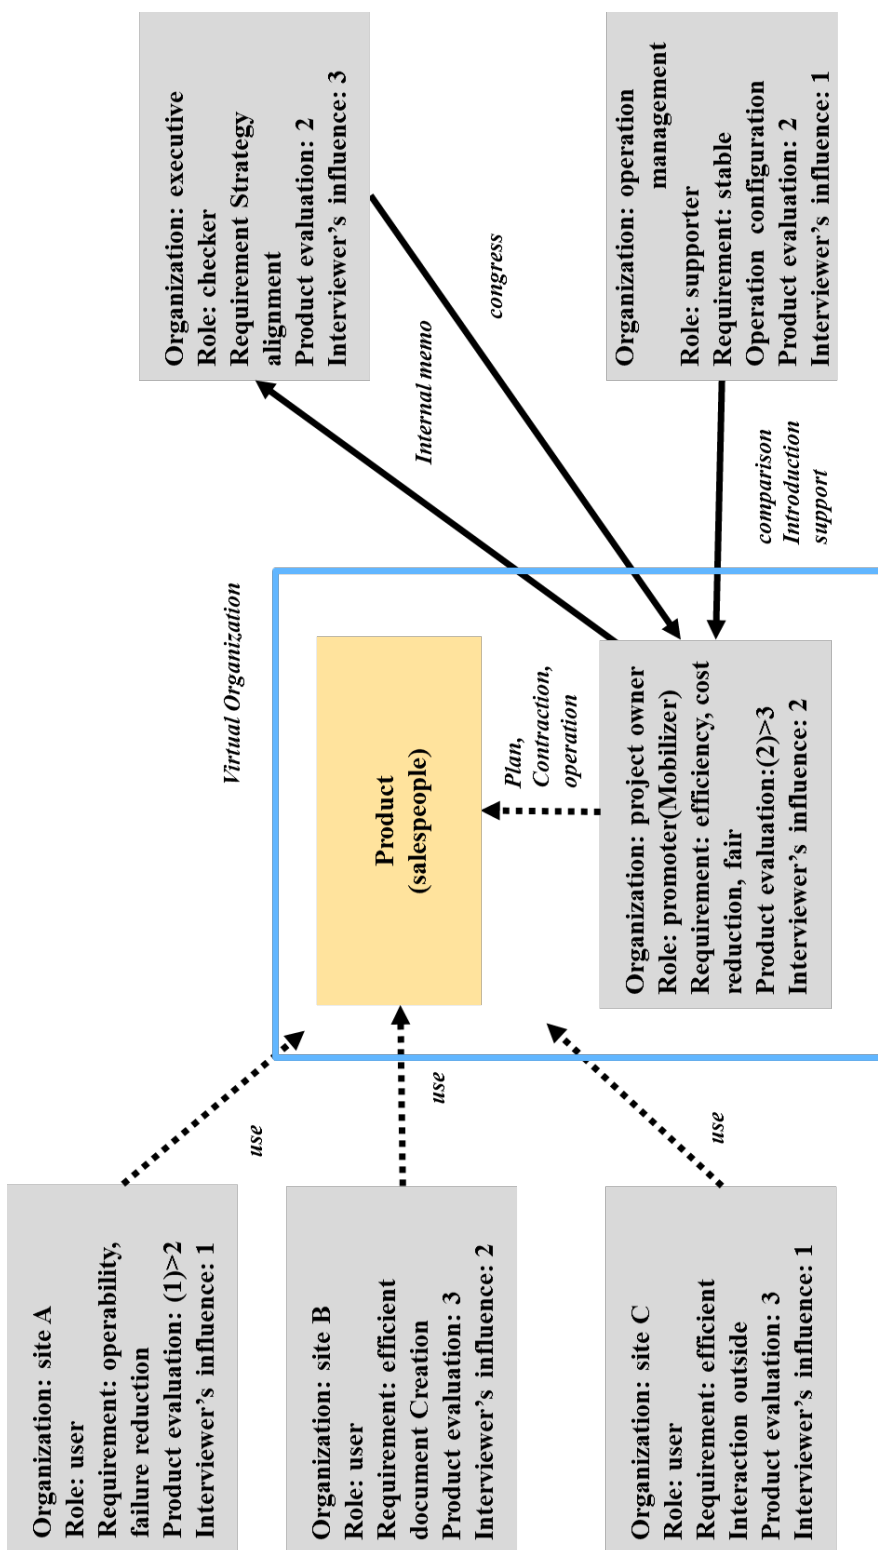 Organization: site A
Role: user
Requirement: operability,
failure reduction
Product evaluation: (1)>2
Interviewer's influence: 1
use
Organization: site B
Role: user
Requirement: efficient
document Creation
Product evaluation: 3
Interviewer's influence: 2
use
Organization: site C
Role: user
Requirement: efficient
Interaction outside
Product evaluation: 3
Interviewer's influence: 1
use
Virtual Organization
Product
(salespeople)
Plan,
Contraction,
operation
Organization: project owner
Role: promoter(Mobilizer)
Requirement: efficiency, cost
reduction, fair
Product evaluation:(2)>3
Interviewer's influence: 2
Organization: executive
Role: checker
Requirement Strategy
alignment
Product evaluation: 2
Interviewer's influence: 3
Internal memo
congress
Organization: operation
management
Role: supporter
Requirement: stable
Operation configuration
Product evaluation: 2
Interviewer's influence: 1
comparison
Introduction
support